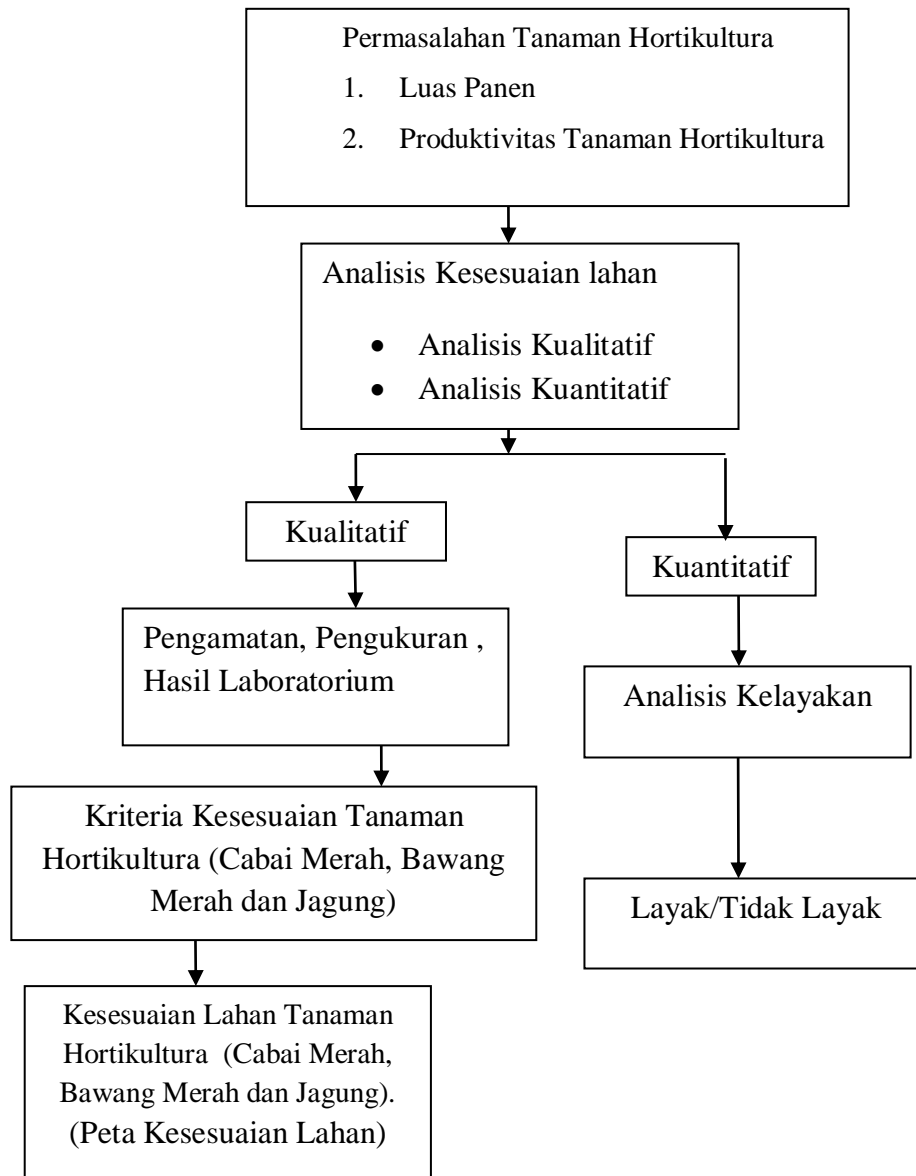 Permasalahan Tanaman Hortikultura
1. Luas Panen
2. Produktivitas Tanaman Hortikultura
Analisis Kesesuaian lahan
• Analisis Kualitatif
• Analisis Kuantitatif
Kualitatif
Kuantitatif
Pengamatan, Pengukuran ,
Hasil Laboratorium
Analisis Kelayakan
Kriteria Kesesuaian Tanaman
Hortikultura (Cabai Merah, Bawang
Merah dan Jagung)
Layak/Tidak Layak
Kesesuaian Lahan Tanaman
Hortikultura (Cabai Merah,
Bawang Merah dan Jagung).
(Peta Kesesuaian Lahan)